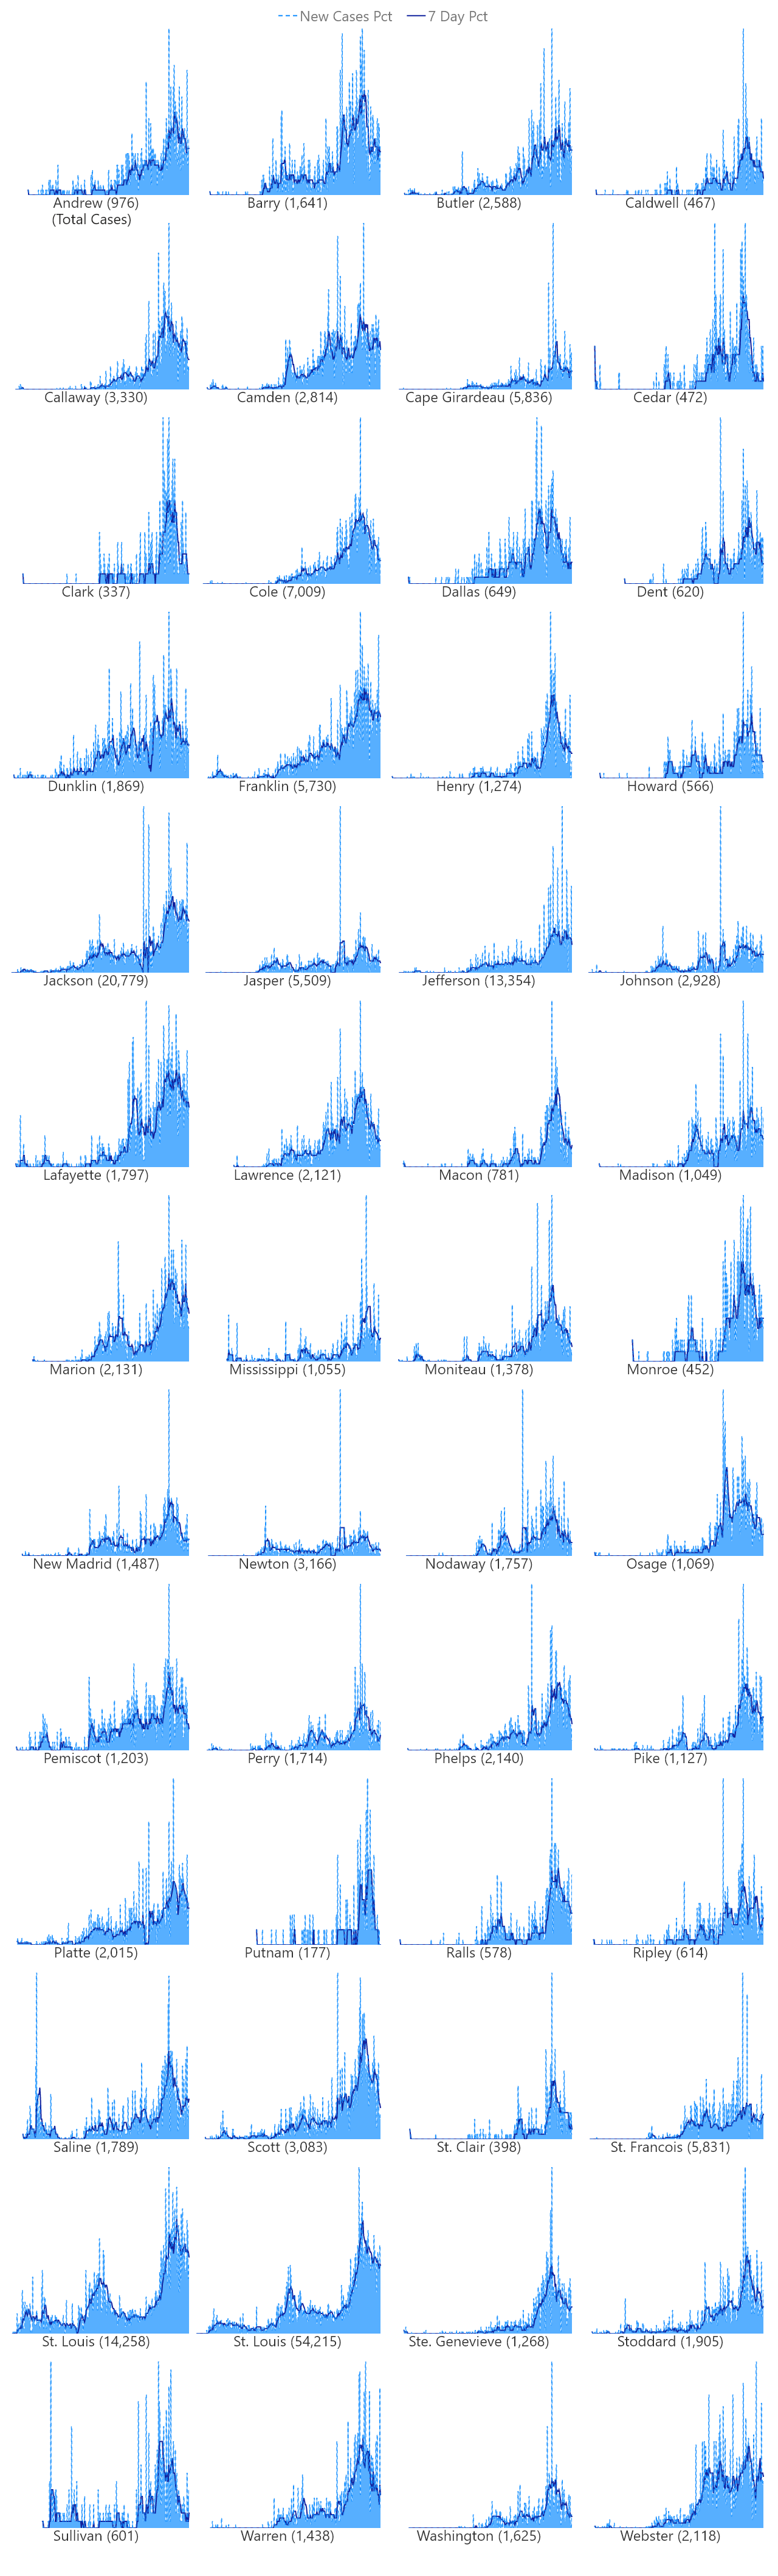 New Cases Pct 7 Day Pct
Andrew (976) Barry (1,641) Butler (2,588) Caldwell (467)
(Total Cases)
Callaway (3,330) Camden (2,814) Cape Girardeau (5,836) Cedar (472)
Clark (337) Cole (7,009) Dallas (649) Dent (620)
Dunklin (1,869) Franklin (5,730) Henry (1,274) Howard (566)
Jackson (20,779) Jasper (5,509) Jefferson (13,354) Johnson (2,928)
Lafayette (1,797) Lawrence (2,121) Macon (781) Madison (1,049)
Marion (2,131) Mississippi (1,055) Moniteau (1,378) Monroe (452)
New Madrid (1,487) Newton (3,166) Nodaway (1,757) Osage (1,069)
Pemiscot (1,203) Perry (1,714) Phelps (2,140) Pike (1,127)
Platte (2,015) Putnam (177) Ralls (578) Ripley (614)
Saline (1,789) Scott (3,083) St. Clair (398) St. Francois (5,831)
St. Louis (14,258) St. Louis (54,215) Ste. Genevieve (1,268) Stoddard (1,905)
Sullivan (601) Warren (1,438) Washington (1,625) Webster (2,118)